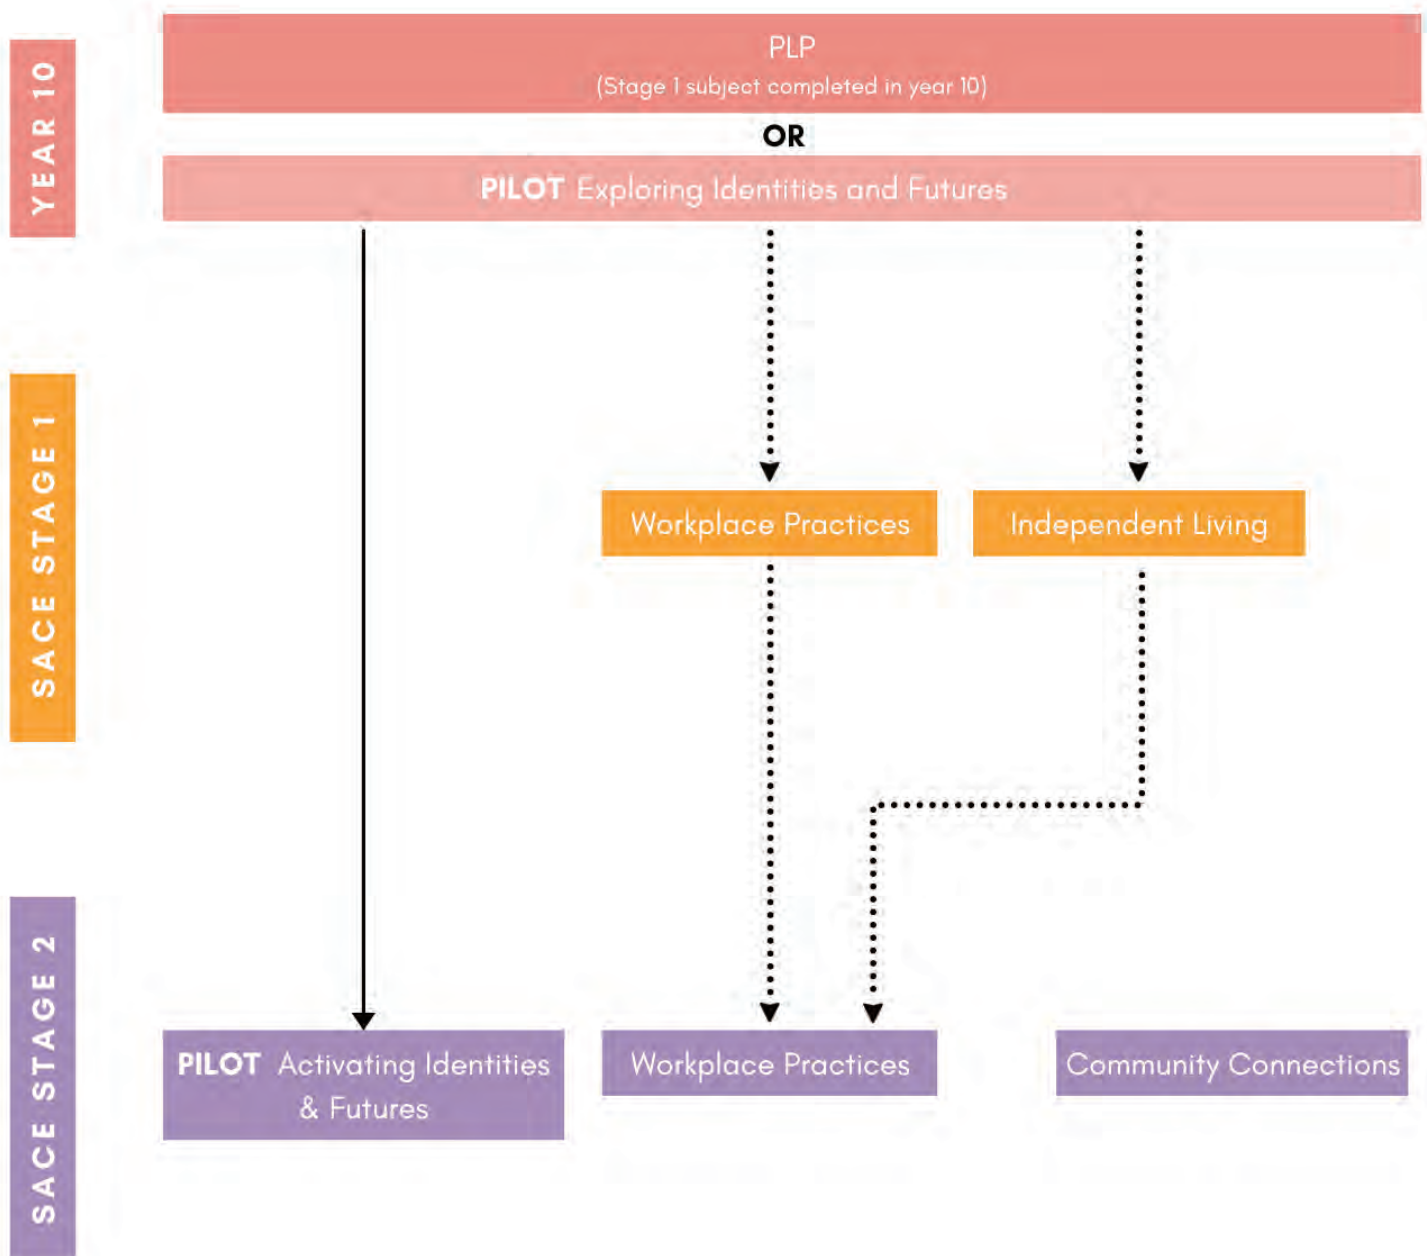 YEAR 10
PLP
(Stage 1 subject completed in year 10)
OR
PILOT Exploring Identities and Futures
SACE STAGE 1
Workplace Practices
Independent Living
SACE STAGE 2
PILOT Activating Identities
& Futures
Workplace Practices
Community Connections